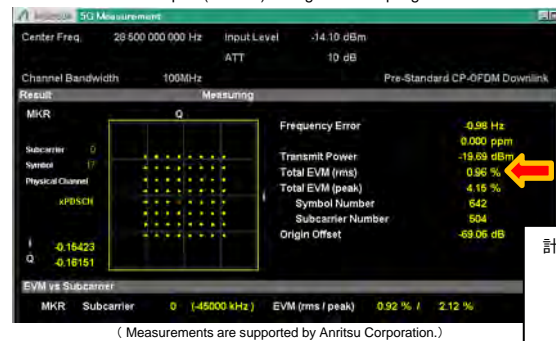 5G Measurement
Center Freq. 28 500 000 000 Hz Input Level -14.10 dBm
ATT 10 dB
Channel Bandwidth 100MHz Pre-Standard CP-OFDM Downlink
Result Measuring
MKR Q
Frequency Error -0.98 Hz
0.000 ppm
Subcarrier 0
Transmit Power -19.69 dBm
Symbol 17
Total EVM (rms) 0.96 %
Physical Channel
Total EVM (peak) 4.15 %
xPDSCH I
Symbol Number 642
Subcarrier Number 504
Origin Offset -69.06 dB
I -0.15423
Q -0.16151
計
EVM vs Subcarrier
MKR Subcarrier 0 (-45000 kHz) EVM (rms / peak) 0.92 % / 2.12 %
( Measurements are supported by Anritsu Corporation.)